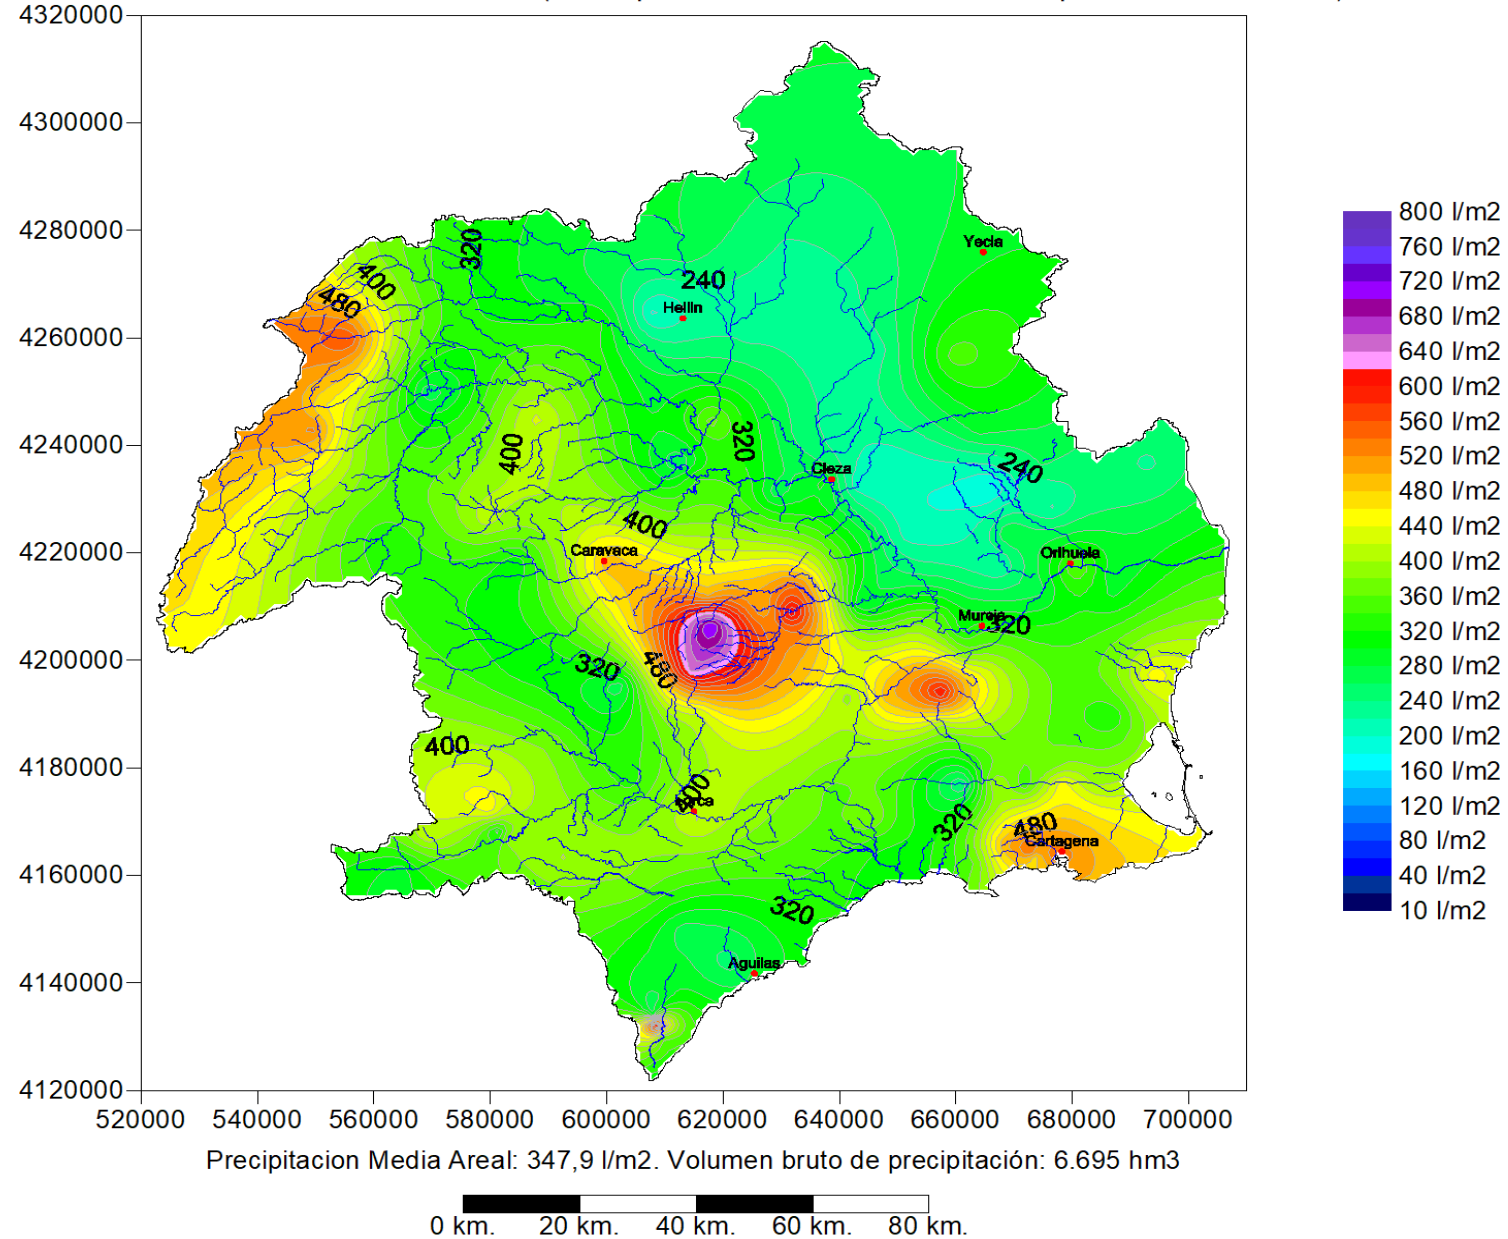 4320000
4300000
4280000
4260000
4240000
4220000
4200000
4180000
4160000
4140000
4120000
520000 540000 560000 580000 600000 620000 640000 660000 680000 700000
Yecla
320
400
480
240
Hellin
400
320
Cieza
240
400
Caravaca
Orihuela
Murcia
320
320
480
400
400
Lorca
320
480
Cartagena
320
Aguilas
800 l/m2
760 l/m2
720 l/m2
680 l/m2
640 l/m2
600 l/m2
560 l/m2
520 l/m2
480 l/m2
440 l/m2
400 l/m2
360 l/m2
320 l/m2
280 l/m2
240 l/m2
200 l/m2
160 l/m2
120 l/m2
80 l/m2
40 l/m2
10 l/m2
Precipitacion Media Areal: 347,9 l/m2. Volumen bruto de precipitación: 6.695 hm3
0 km. 20 km. 40 km. 60 km. 80 km.